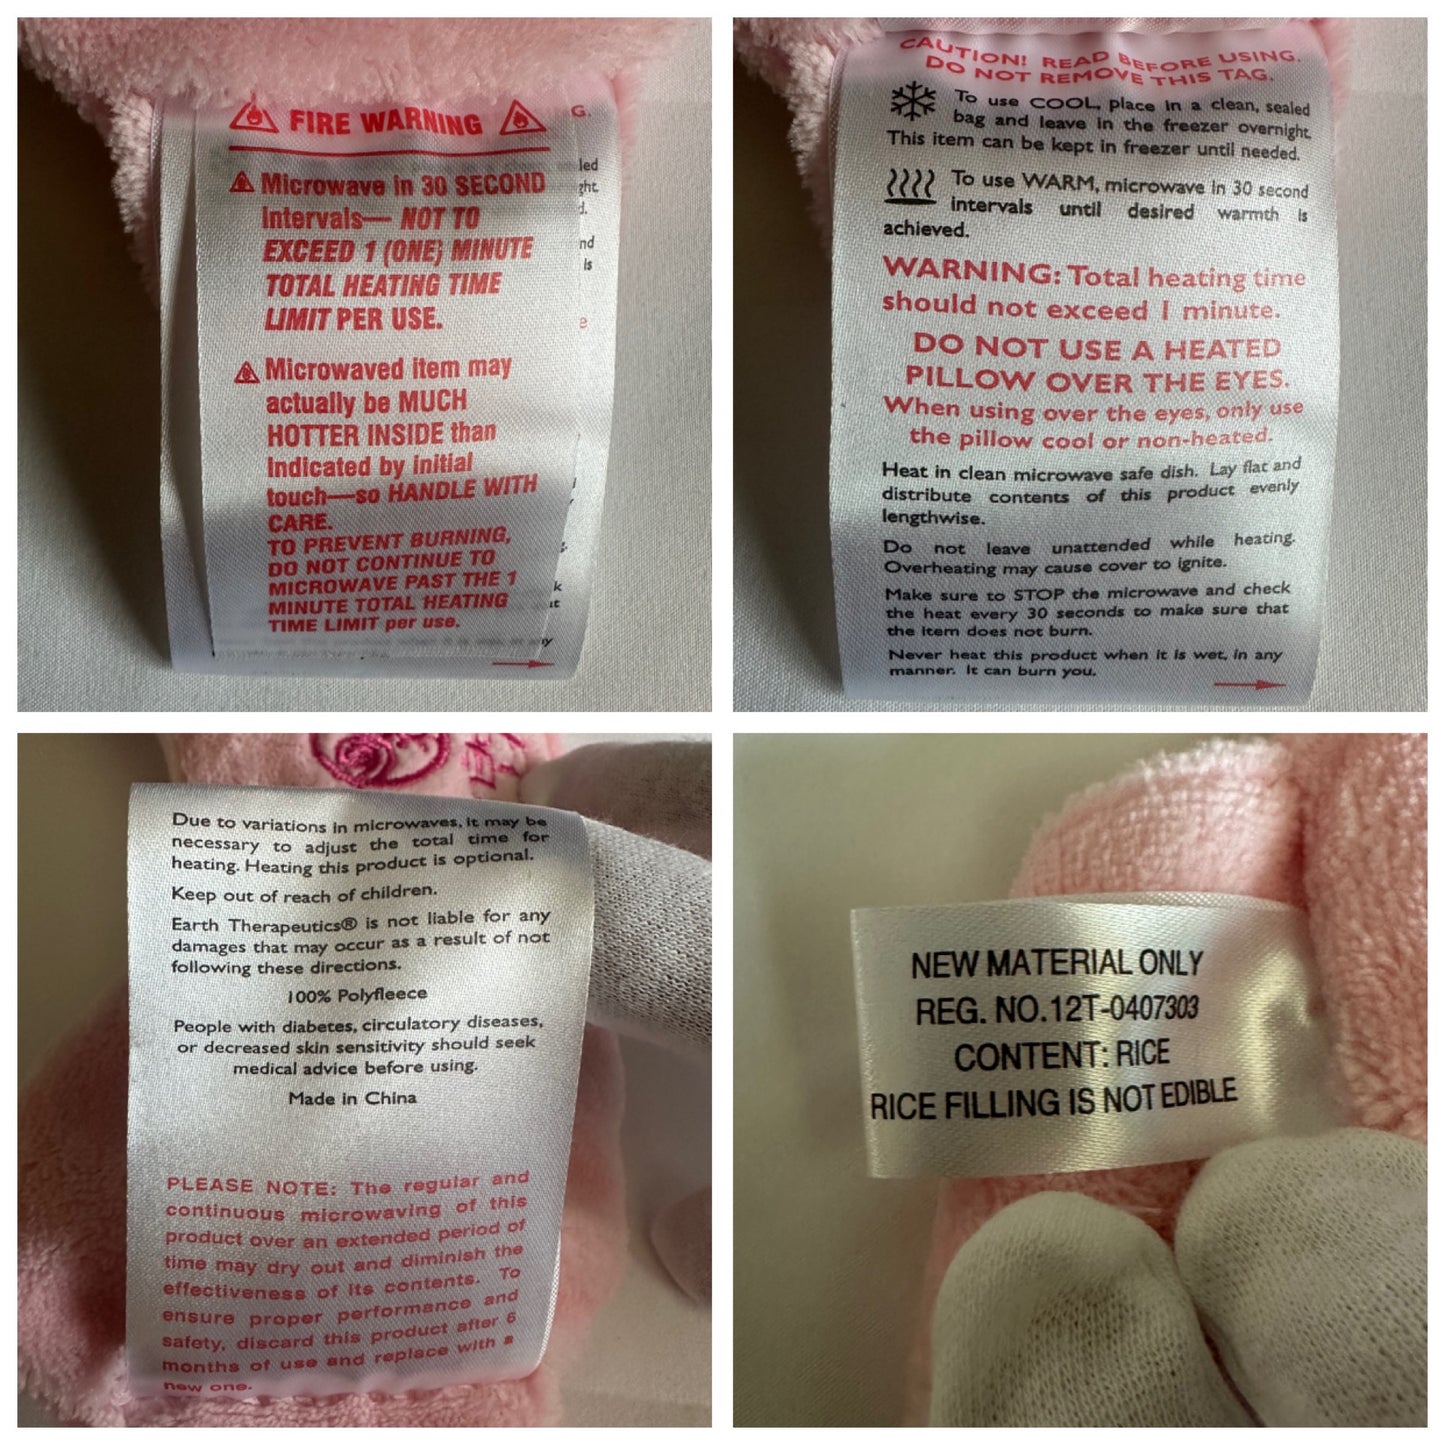 FIRE WARNING
Microwave in 30 SECOND
Intervals— NOT TO
EXCEED 1 (ONE) MINUTE
TOTAL HEATING TIME
LIMIT PER USE.
Microwaved item may
actually be MUCH
HOTTER INSIDE than
Indicated by initial
touch—so HANDLE WITH
CARE.
TO PREVENT BURNING,
DO NOT CONTINUE TO
MICROWAVE PAST THE 1
MINUTE TOTAL HEATING
TIME LIMIT per use.
CAUTION! READ BEFORE USING.
DO NOT REMOVE THIS TAG.
To use COOL, place in a clean, sealed
bag and leave in the freezer overnight.
This item can be kept in freezer until needed.
To use WARM, microwave in 30 second
intervals until desired warmth is
achieved.
WARNING: Total heating time
should not exceed 1 minute.
DO NOT USE A HEATED
PILLOW OVER THE EYES.
When using over the eyes, only use
the pillow cool or non-heated.
Heat in clean microwave safe dish. Lay flat and
distribute contents of this product evenly
lengthwise.
Do not leave unattended while heating.
Overheating may cause cover to ignite.
Make sure to STOP the microwave and check
the heat every 30 seconds to make sure that
the item does not burn.
Never heat this product when it is wet, in any
manner. It can burn you.
Due to variations in microwaves, it may be
necessary to adjust the total time for
heating. Heating this product is optional.
Keep out of reach of children.
Earth Therapeutics® is not liable for any
damages that may occur as a result of not
following these directions.
100% Polyfleece
People with diabetes, circulatory diseases,
or decreased skin sensitivity should seek
medical advice before using.
Made in China
PLEASE NOTE: The regular and
continuous microwaving of this
product over an extended period of
time may dry out and diminish the
effectiveness of its contents. To
ensure proper performance and
safety, discard this product after 6
months of use and replace with a
new one.
NEW MATERIAL ONLY
REG. NO.12T-0407303
CONTENT: RICE
RICE FILLING IS NOT EDIBLE